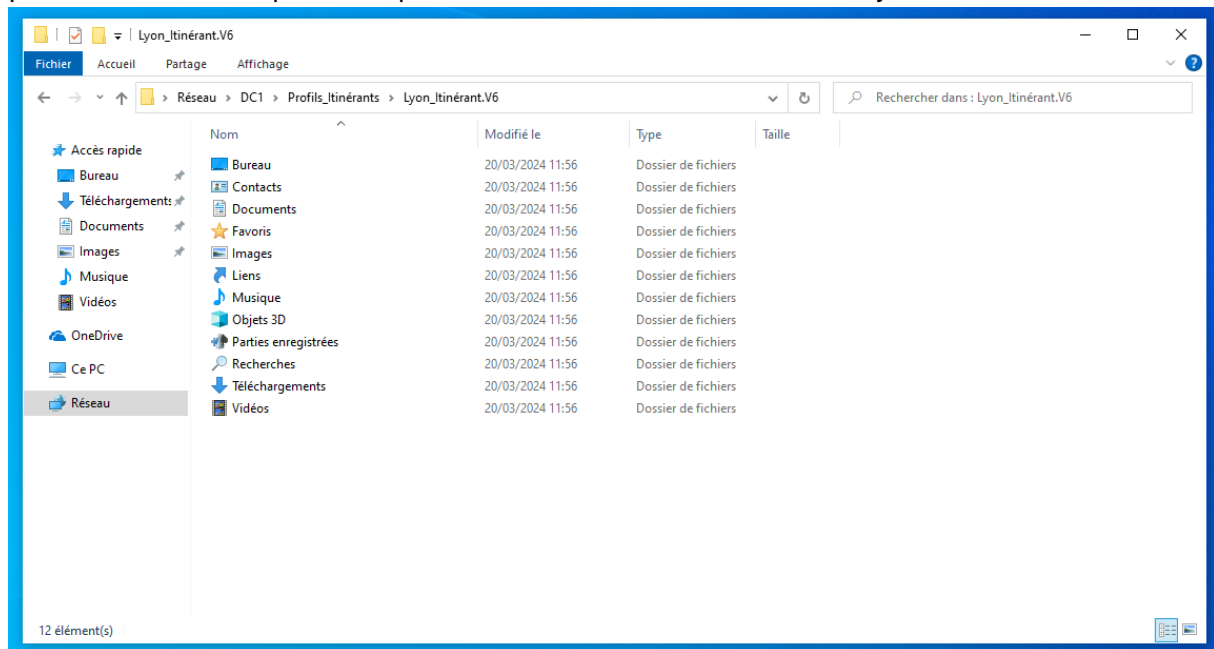 Lyon_Itinérant.V6
Fichier Accueil Partage Affichage
Réseau > DC1 > Profils_Itinérants > Lyon_Itinérant.V6 Rechercher dans : Lyon_Itinérant.V6
Nom Modifié le Type Taille
Accès rapide
Bureau
Téléchargements
Documents
Images
Musique
Vidéos
OneDrive
Ce PC
Réseau
Bureau 20/03/2024 11:56 Dossier de fichiers
Contacts 20/03/2024 11:56 Dossier de fichiers
Documents 20/03/2024 11:56 Dossier de fichiers
Favoris 20/03/2024 11:56 Dossier de fichiers
Images 20/03/2024 11:56 Dossier de fichiers
Liens 20/03/2024 11:56 Dossier de fichiers
Musique 20/03/2024 11:56 Dossier de fichiers
Objets 3D 20/03/2024 11:56 Dossier de fichiers
Parties enregistrées 20/03/2024 11:56 Dossier de fichiers
Recherches 20/03/2024 11:56 Dossier de fichiers
Téléchargements 20/03/2024 11:56 Dossier de fichiers
Vidéos 20/03/2024 11:56 Dossier de fichiers
12 élément(s)